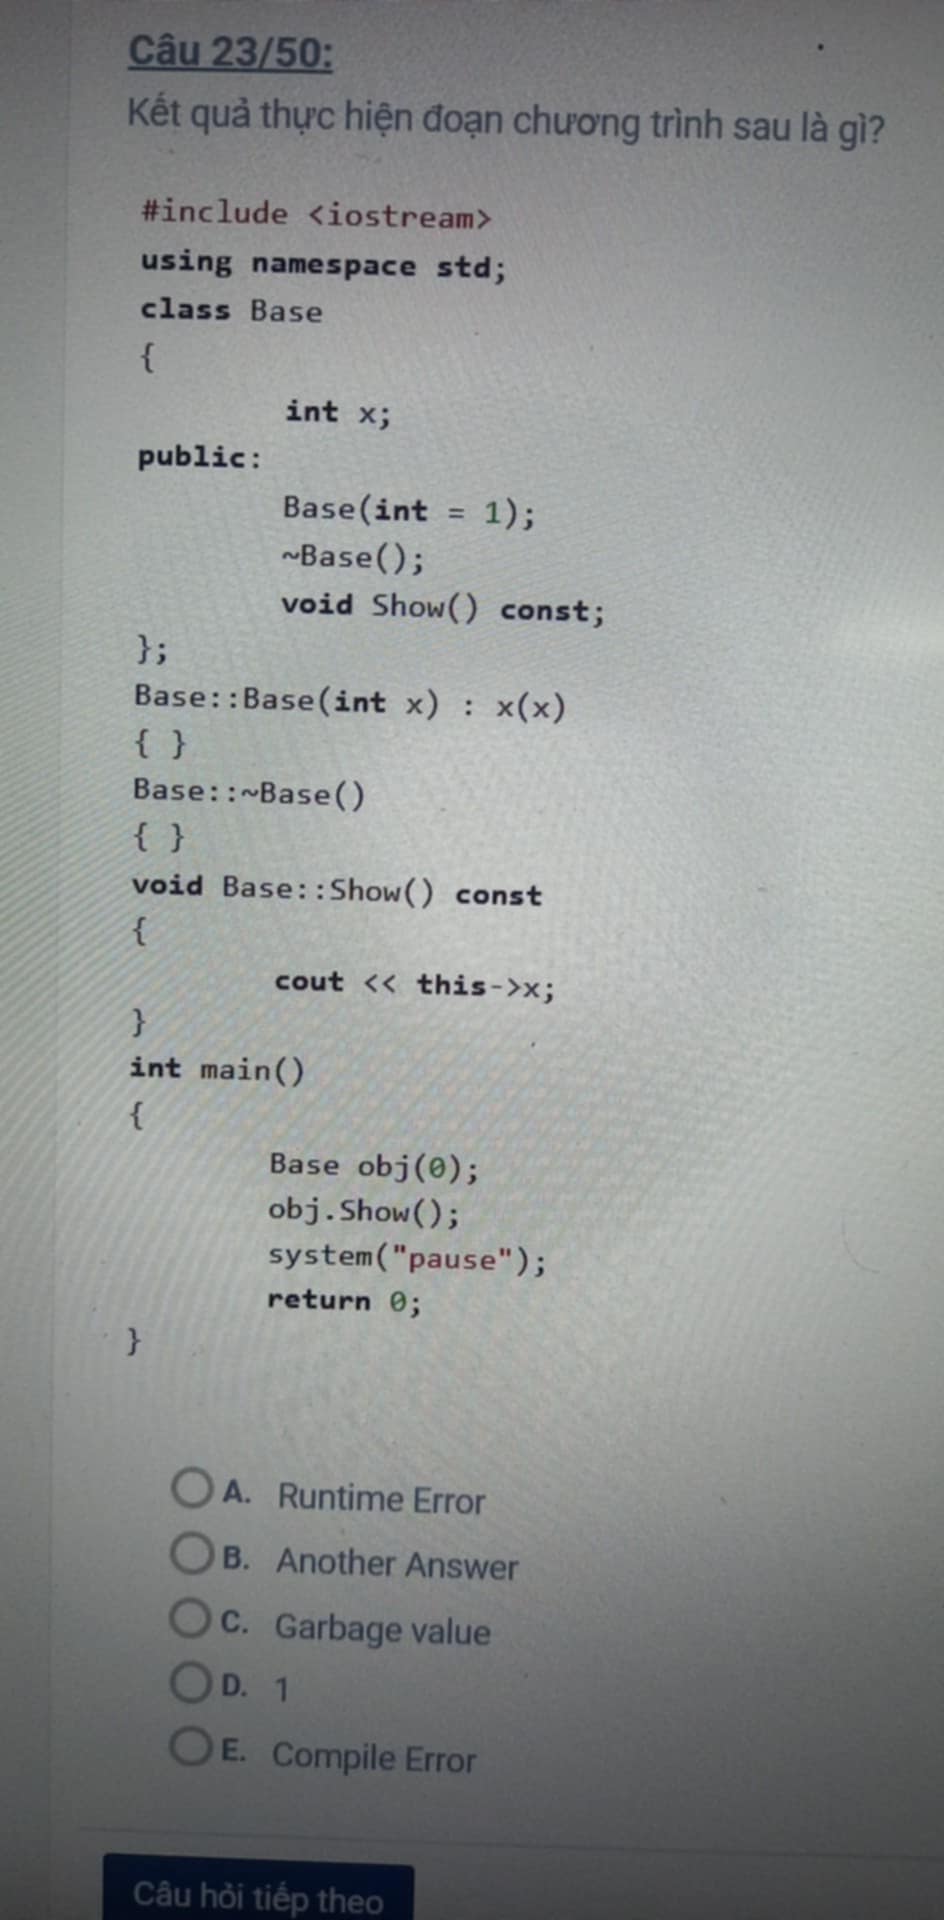 Câu 23/50:
Kết quả thực hiện đoạn chương trình sau là gì?
#include <iostream>
using namespace std;
class Base
{
int x;
public:
Base(int = 1);
~Base();
void Show() const;
};
Base::Base(int x) : x(x)
{ }
Base::~Base()
{ }
void Base::Show() const
{
cout << this->x;
}
int main()
{
Base obj(0);
obj.Show();
system("pause");
return 0;
}
A. Runtime Error
B. Another Answer
C. Garbage value
D. 1
E. Compile Error
Câu hỏi tiếp theo